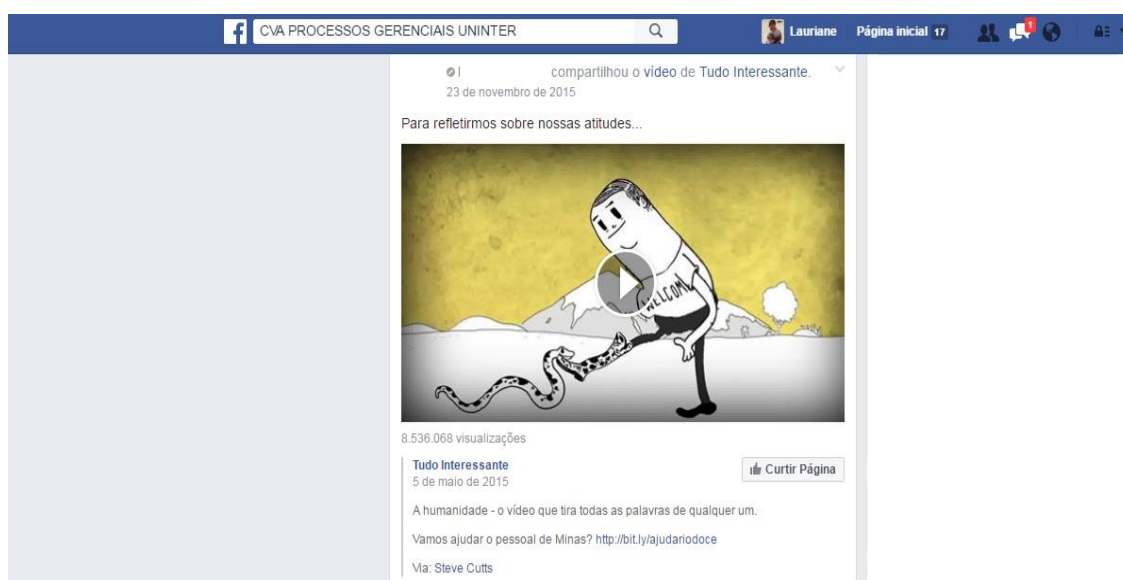 f CVA PROCESSOS GERENCIAIS UNINTER Lauriane Página inicial 17 1
compartilhou o vídeo de Tudo Interessante.
23 de novembro de 2015
Para refletirmos sobre nossas atitudes...
WELCOME
8.536.068 visualizações
Tudo Interessante
Curtir Página
5 de maio de 2015
A humanidade - o vídeo que tira todas as palavras de qualquer um.
Vamos ajudar o pessoal de Minas? http://bit.ly/ajudariodoce
Via: Steve Cutts